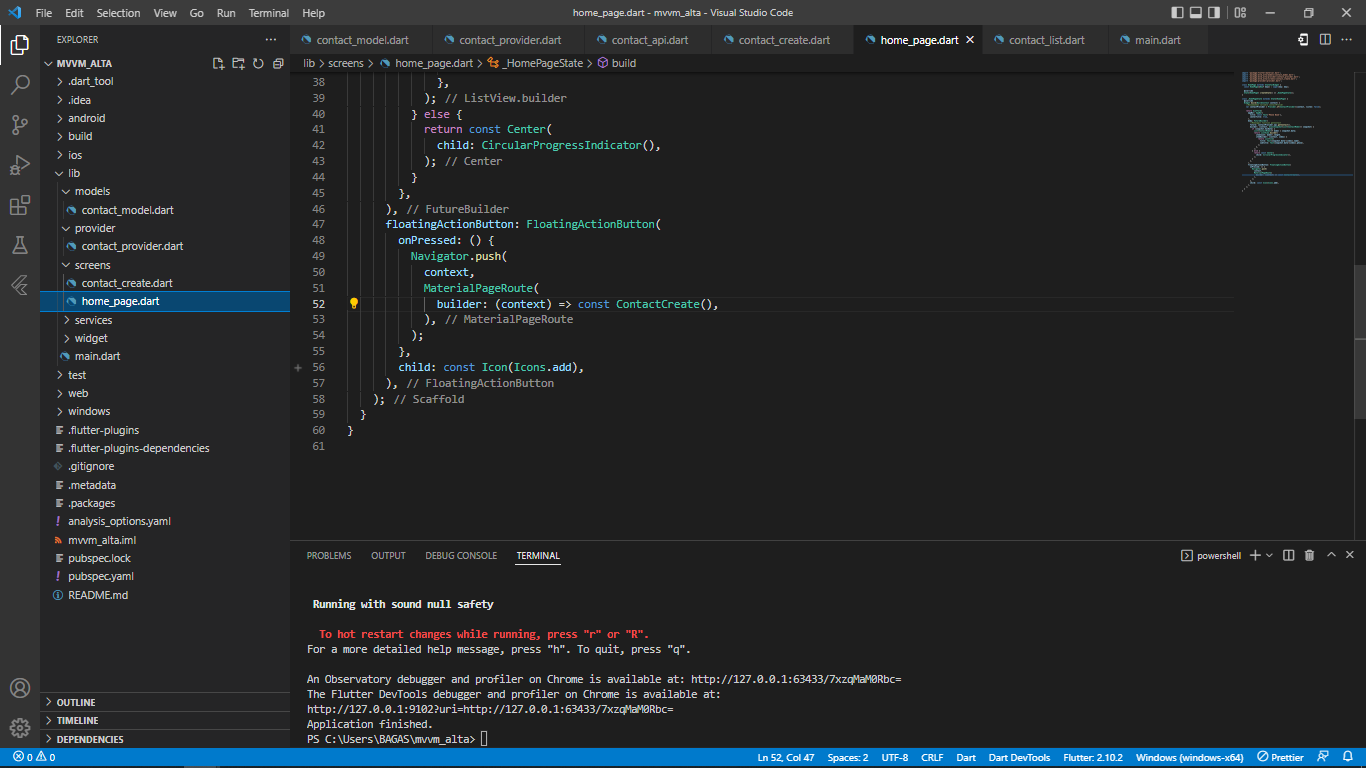 File Edit Selection View Go Run Terminal Help home_page.dart - mvvm_alta - Visual Studio Code
EXPLORER
MVVM_ALTA
.dart_tool
.idea
android
build
ios
lib
models
contact_model.dart
provider
contact_provider.dart
screens
contact_create.dart
home_page.dart
services
widget
main.dart
test
web
windows
.flutter-plugins
.flutter-plugins-dependencies
.gitignore
.metadata
.packages
analysis_options.yaml
mvvm_alta.iml
pubspec.lock
pubspec.yaml
README.md
OUTLINE
TIMELINE
DEPENDENCIES
contact_model.dart contact_provider.dart contact_api.dart contact_create.dart home_page.dart contact_list.dart main.dart
lib > screens > home_page.dart > _HomePageState > build
38 },
39 ); // ListView.builder
40 } else {
41 return const Center(
42 child: CircularProgressIndicator(),
43 ); // Center
44 }
45 },
46 ), // FutureBuilder
47 floatingActionButton: FloatingActionButton(
48 onPressed: () {
49 Navigator.push(
50 context,
51 MaterialPageRoute(
52 builder: (context) => const ContactCreate(),
53 ), // MaterialPageRoute
54 );
55 },
56 child: const Icon(Icons.add),
57 ), // FloatingActionButton
58 ); // Scaffold
59 }
60 }
61
PROBLEMS OUTPUT DEBUG CONSOLE TERMINAL powershell
Running with sound null safety
To hot restart changes while running, press "r" or "R".
For a more detailed help message, press "h". To quit, press "q".
An Observatory debugger and profiler on Chrome is available at: http://127.0.0.1:63433/7xzqMaM0Rbc=
The Flutter DevTools debugger and profiler on Chrome is available at:
http://127.0.0.1:9102?uri=http://127.0.0.1:63433/7xzqMaM0Rbc=
Application finished.
PS C:\Users\BAGAS\mvvm_alta>
0 0 Ln 52, Col 47 Spaces: 2 UTF-8 CRLF Dart Dart DevTools Flutter: 2.10.2 Windows (windows-x64) Prettier